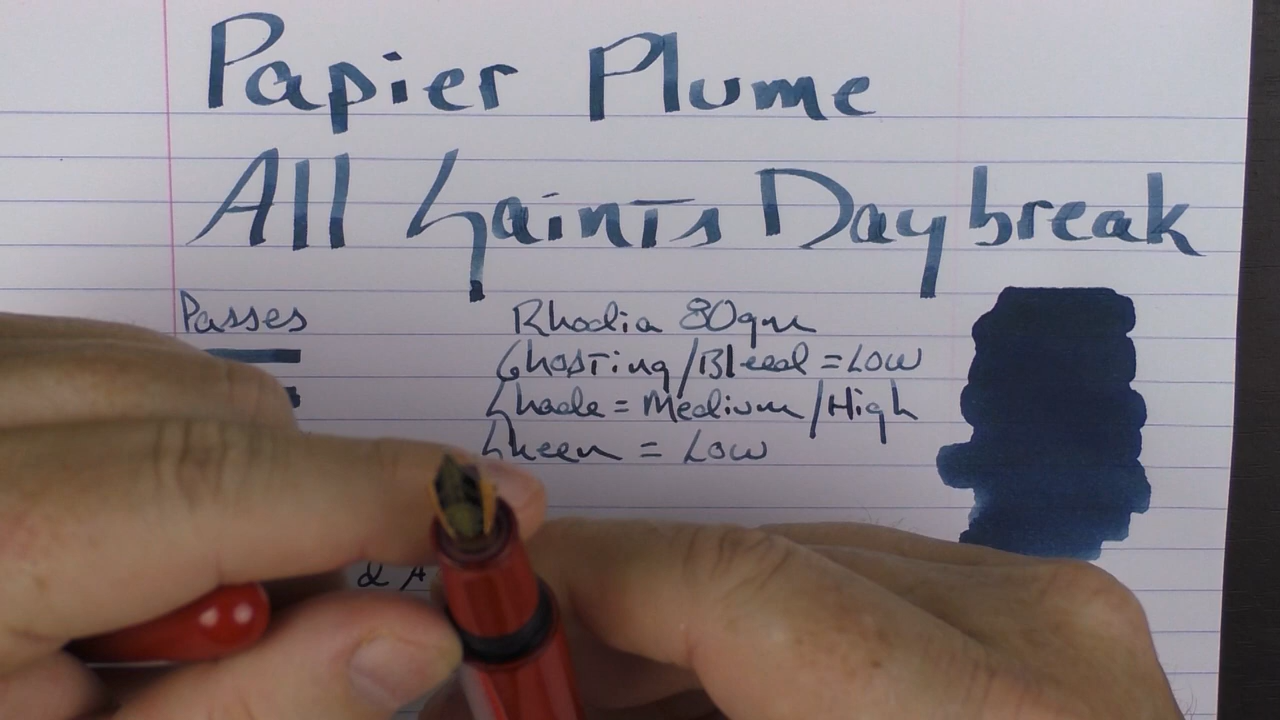 Papier Plume
All Saints Daybreak
Passes
Rhodia 80gm
Ghosting/Bleed = Low
Shade = Medium/High
Sheen = Low
& A